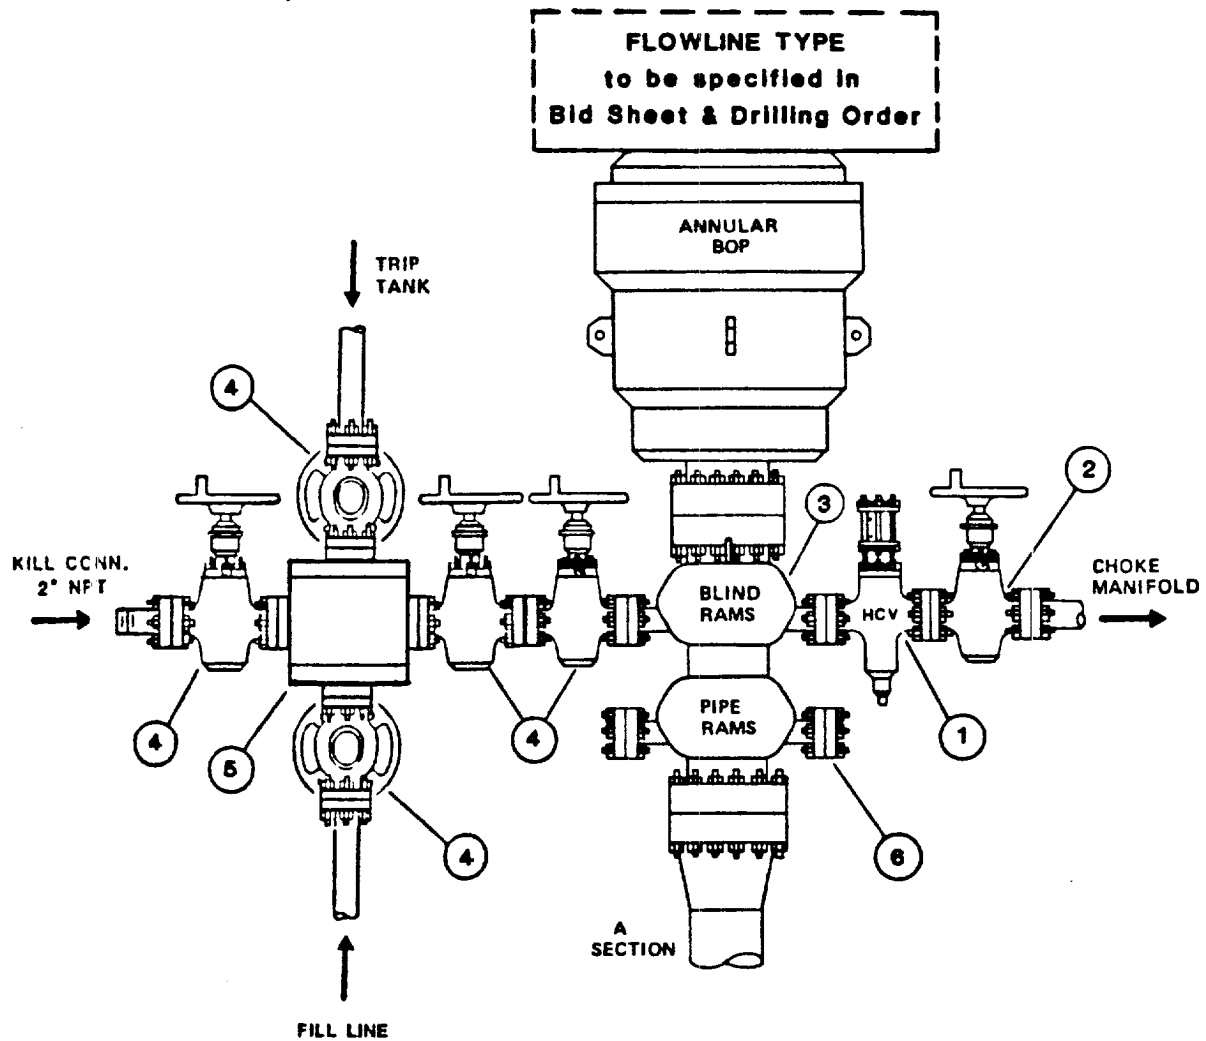 FLOWLINE TYPE
to be specified in
Bid Sheet & Drilling Order
ANNULAR
BOP
TRIP
TANK
4
2
3
KILL CONN.
2" NPT
BLIND
RAMS
HCV
CHOKE
MANIFOLD
PIPE
RAMS
4
5
4
1
4
6
A
SECTION
FILL LINE